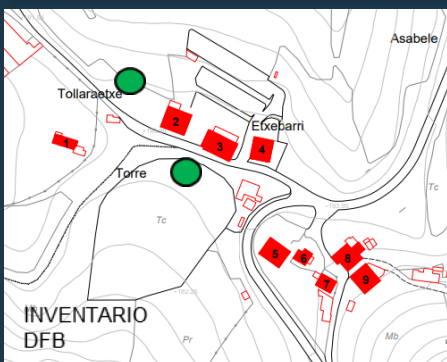 Asabele
Tollaraetxe
2
Etxebarri
1
3
4
Torre
Tc
Tc
5
6
8
7
9
INVENTARIO
DFB
Pr
Mb